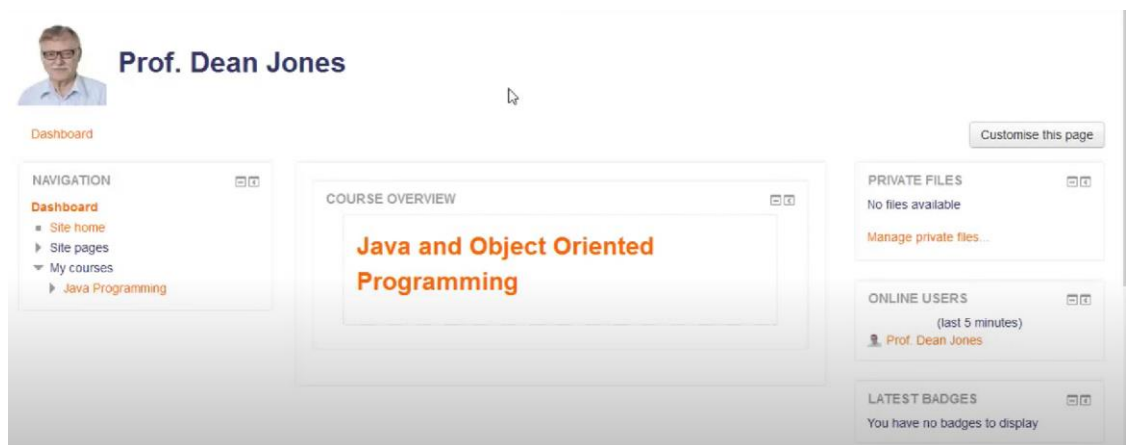 Prof. Dean Jones
Dashboard
Customise this page
NAVIGATION
Dashboard
Site home
Site pages
My courses
Java Programming
COURSE OVERVIEW
Java and Object Oriented
Programming
PRIVATE FILES
No files available
Manage private files...
ONLINE USERS
(last 5 minutes)
Prof. Dean Jones
LATEST BADGES
You have no badges to display